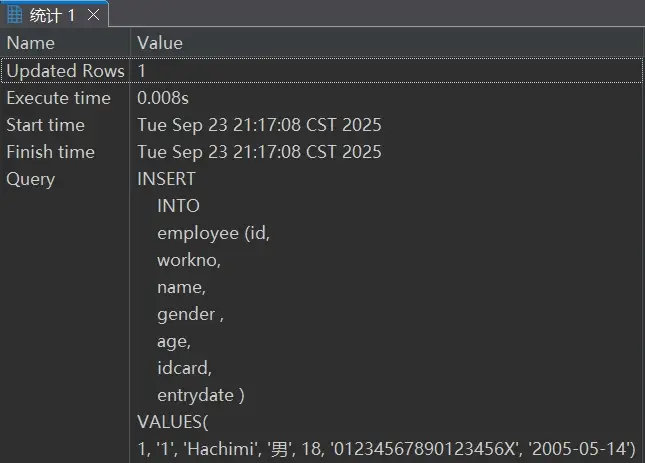 统计 1
Name Value
Updated Rows 1
Execute time 0.008s
Start time Tue Sep 23 21:17:08 CST 2025
Finish time Tue Sep 23 21:17:08 CST 2025
Query INSERT
INTO
employee (id,
workno,
name,
gender ,
age,
idcard,
entrydate )
VALUES(
1, '1', 'Hachimi', '男', 18, '01234567890123456X', '2005-05-14')